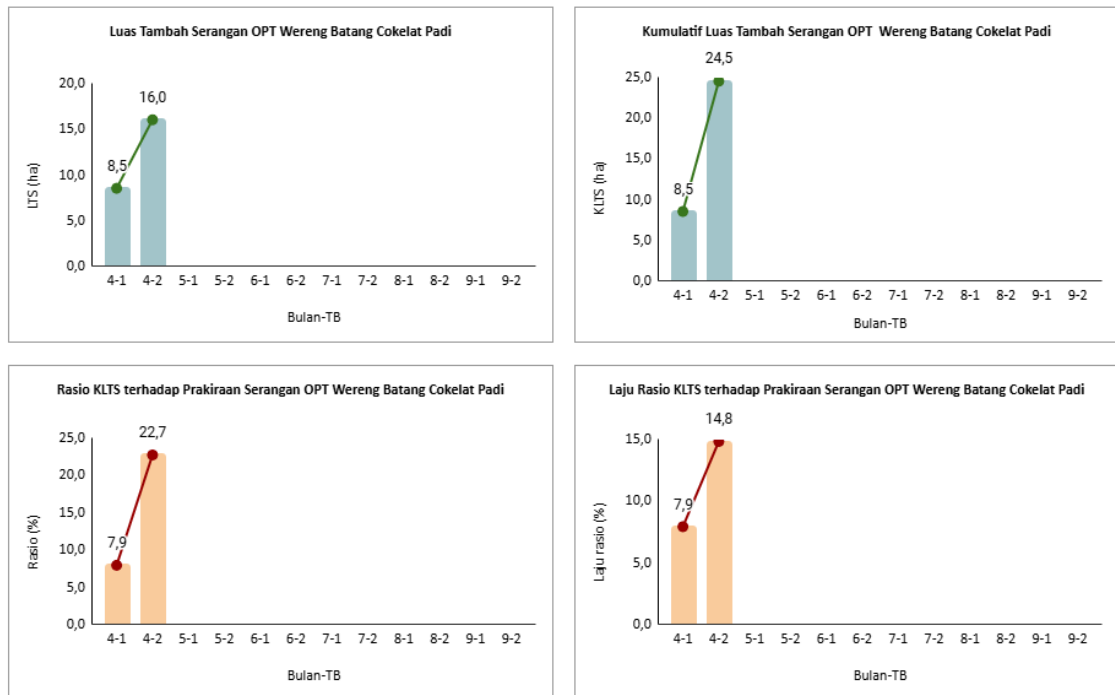 Luas Tambah Serangan OPT Wereng Batang Cokelat Padi
20,0
15,0
10,0
5,0
0,0
LTS (ha)
8,5
16,0
4-1 4-2 5-1 5-2 6-1 6-2 7-1 7-2 8-1 8-2 9-1 9-2
Bulan-TB
Kumulatif Luas Tambah Serangan OPT Wereng Batang Cokelat Padi
25,0
20,0
15,0
10,0
5,0
0,0
KLTS (ha)
8,5
24,5
4-1 4-2 5-1 5-2 6-1 6-2 7-1 7-2 8-1 8-2 9-1 9-2
Bulan-TB
Rasio KLTS terhadap Prakiraan Serangan OPT Wereng Batang Cokelat Padi
25,0
20,0
15,0
10,0
5,0
0,0
Rasio (%)
7,9
22,7
4-1 4-2 5-1 5-2 6-1 6-2 7-1 7-2 8-1 8-2 9-1 9-2
Bulan-TB
Laju Rasio KLTS terhadap Prakiraan Serangan OPT Wereng Batang Cokelat Padi
15,0
10,0
5,0
0,0
Laju rasio (%)
7,9
14,8
4-1 4-2 5-1 5-2 6-1 6-2 7-1 7-2 8-1 8-2 9-1 9-2
Bulan-TB